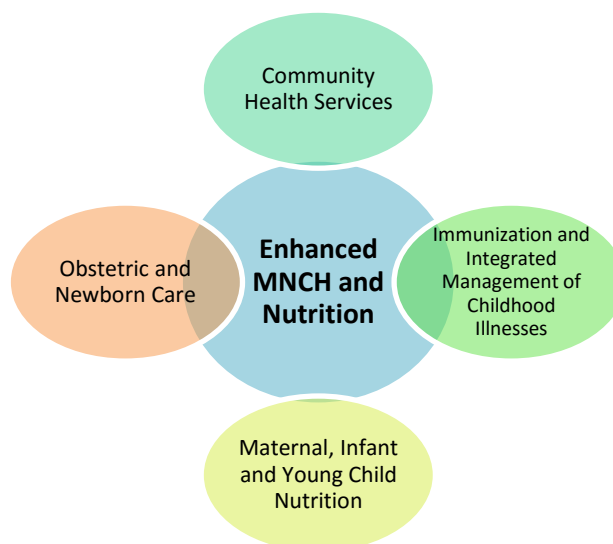 Community
Health Services
Obstetric and
Newborn Care
Enhanced
MNCH and
Nutrition
Immunization and
Integrated
Management of
Childhood
Illnesses
Maternal, Infant
and Young Child
Nutrition